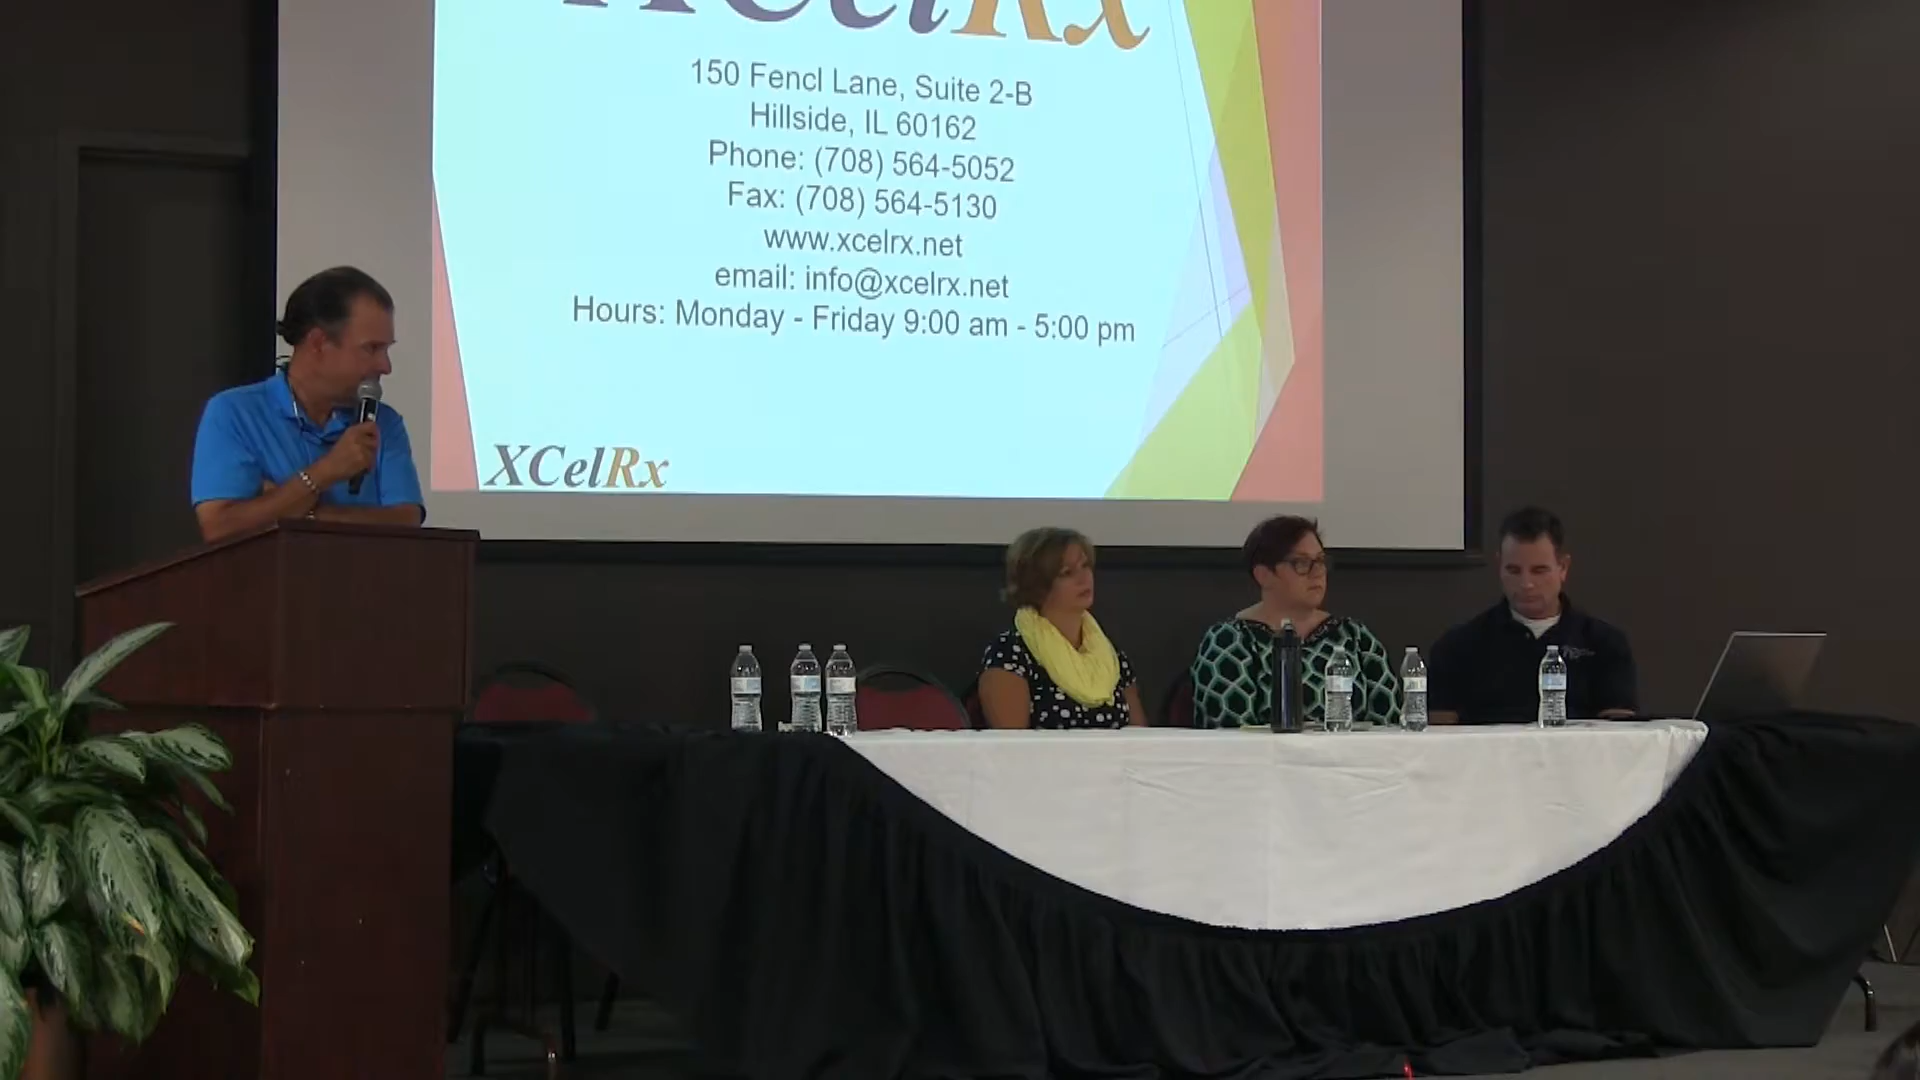 XCelRx
150 Fencl Lane, Suite 2-B
Hillside, IL 60162
Phone: (708) 564-5052
Fax: (708) 564-5130
www.xcelrx.net
email: info@xcelrx.net
Hours: Monday - Friday 9:00 am - 5:00 pm
XCelRx